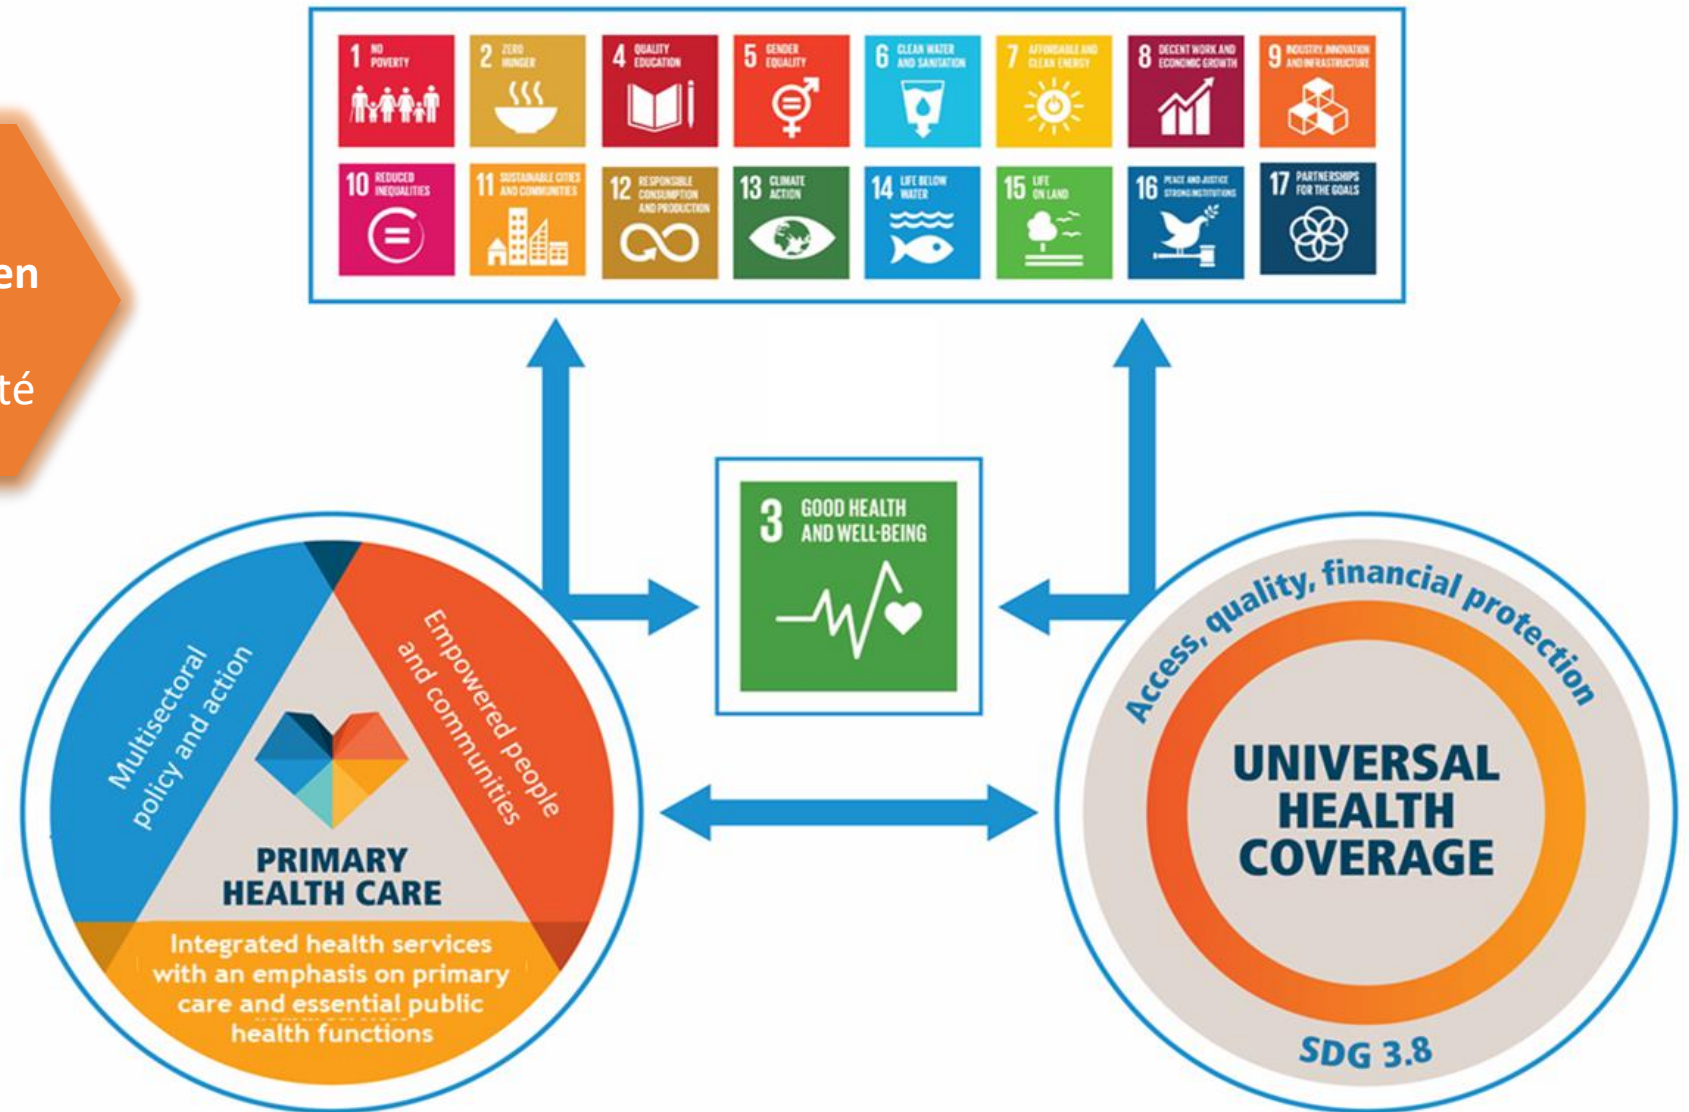 1 NO
POVERTY
2 ZERO
HUNGER
4 QUALITY
EDUCATION
5 GENDER
EQUALITY
6 CLEAN WATER
AND SANITATION
7 AFFORDABLE AND
CLEAN ENERGY
8 DECENT WORK AND
ECONOMIC GROWTH
9 INDUSTRY, INNOVATION
AND INFRASTRUCTURE
10 REDUCED
INEQUALITIES
11 SUSTAINABLE CITIES
AND COMMUNITIES
12 RESPONSIBLE
CONSUMPTION
AND PRODUCTION
13 CLIMATE
ACTION
14 LIFE BELOW
WATER
15 LIFE
ON LAND
16 PEACE AND JUSTICE
STRONG INSTITUTIONS
17 PARTNERSHIPS
FOR THE GOALS
en
té
3 GOOD HEALTH
AND WELL-BEING
Multisectoral
policy and action
Empowered people
and communities
PRIMARY
HEALTH CARE
Integrated health services
with an emphasis on primary
care and essential public
health functions
Access, quality, financial protection
UNIVERSAL
HEALTH
COVERAGE
SDG 3.8